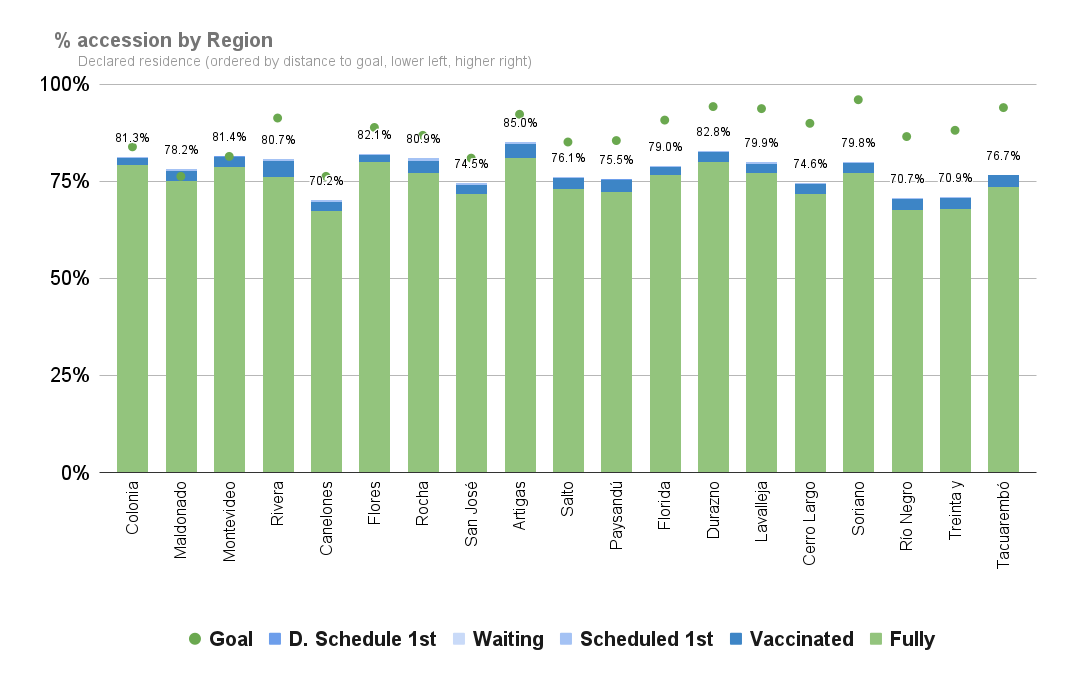 % accession by Region
Declared residence (ordered by distance to goal, lower left, higher right)
100%
75%
50%
25%
0%
81.3%
78.2%
81.4%
80.7%
70.2%
82.1%
80.9%
74.5%
85.0%
76.1%
75.5%
79.0%
82.8%
79.9%
74.6%
79.8%
70.7%
70.9%
76.7%
Colonia
Maldonado
Montevideo
Rivera
Canelones
Flores
Rocha
San José
Artigas
Salto
Paysandú
Florida
Durazno
Lavalleja
Cerro Largo
Soriano
Río Negro
Treinta y
Tacuarembó
Goal D. Schedule 1st Waiting Scheduled 1st Vaccinated Fully